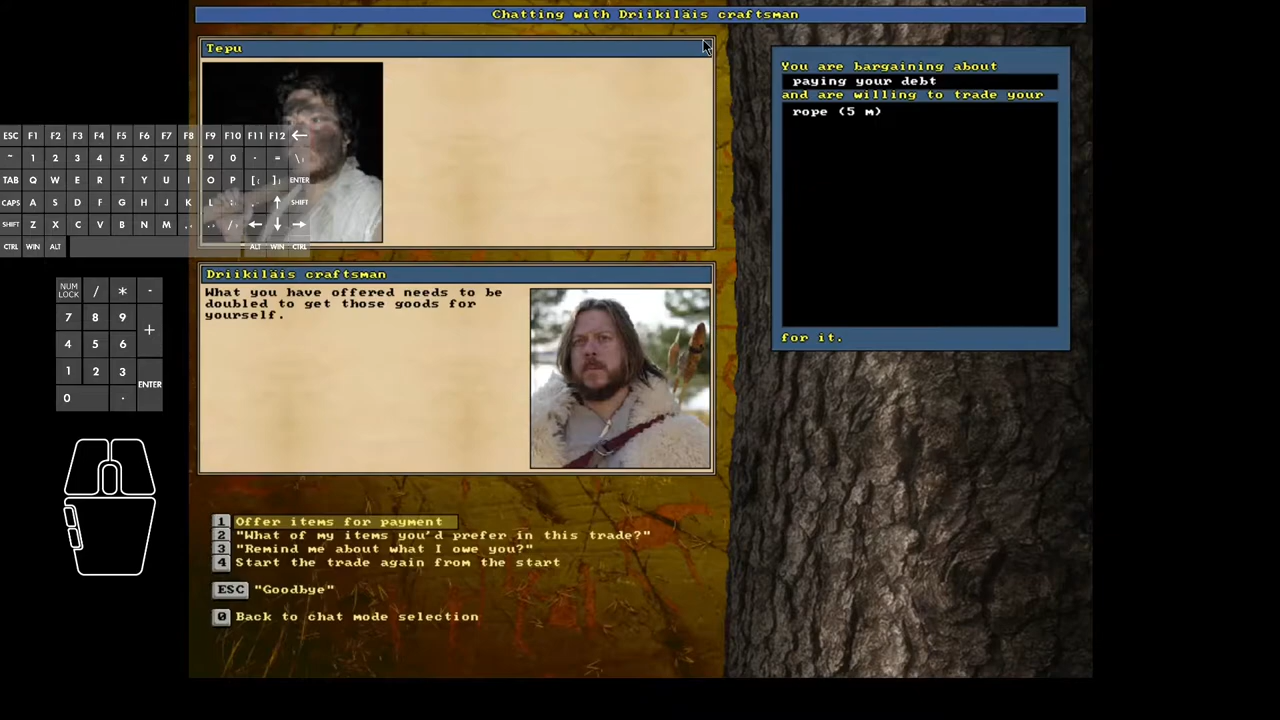 Chatting with Driikiläis craftsman
Tepu
You are bargaining about
paying your debt
and are willing to trade your
rope (5 m)
for it.
ESC F1 F2 F3 F4 F5 F6 F7 F8 F9 F10 F11 F12 ←
~ 1 2 3 4 5 6 7 8 9 0 - = \
TAB Q W E R T Y U I O P [{ ]} ENTER
CAPS A S D F G H J K L ↑ SHIFT
SHIFT Z X C V B N M / ← ↓ →
CTRL WIN ALT ALT WIN CTRL
NUM LOCK / * -
7 8 9 +
4 5 6
1 2 3 ENTER
0 .
Driikiläis craftsman
What you have offered needs to be
doubled to get those goods for
yourself.
1 Offer items for payment
2 "What of my items you'd prefer in this trade?"
3 "Remind me about what I owe you?"
4 Start the trade again from the start
ESC "Goodbye"
0 Back to chat mode selection